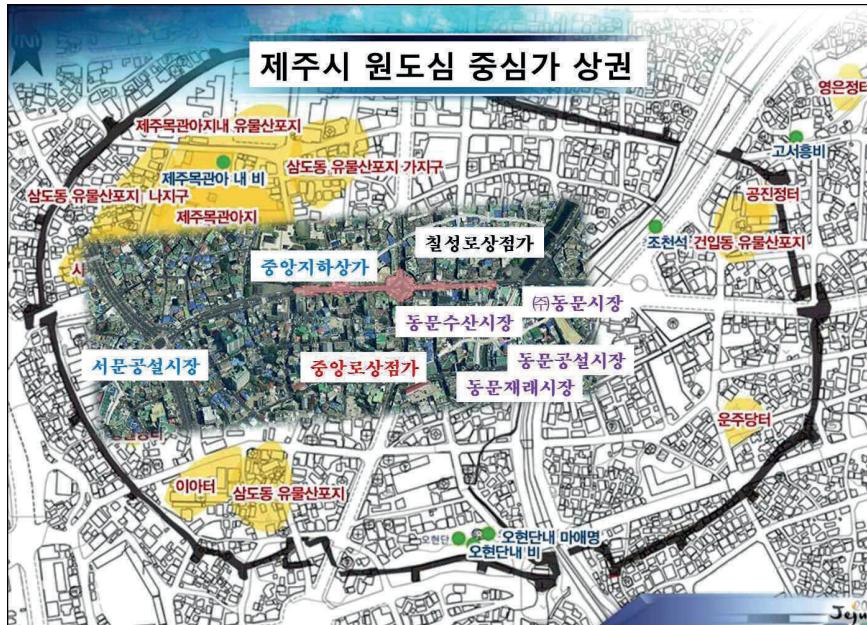 제주시 원도심 중심가 상권
영은정터
제주목관아지내 유물산포지
고서흥비
삼도동 유물산포지 가지구
제주목관아 내 비
삼도동 유물산포지 나지구
공진정터
제주목관아지
칠성로상점가
조천석
건입동 유물산포지
중앙지하상가
㈜동문시장
동문수산시장
서문공설시장
중앙로상점가
동문공설시장
동문재래시장
운주당터
이아터
삼도동 유물산포지
오현단
오현단내 마애명
오현단내 비
Jeju